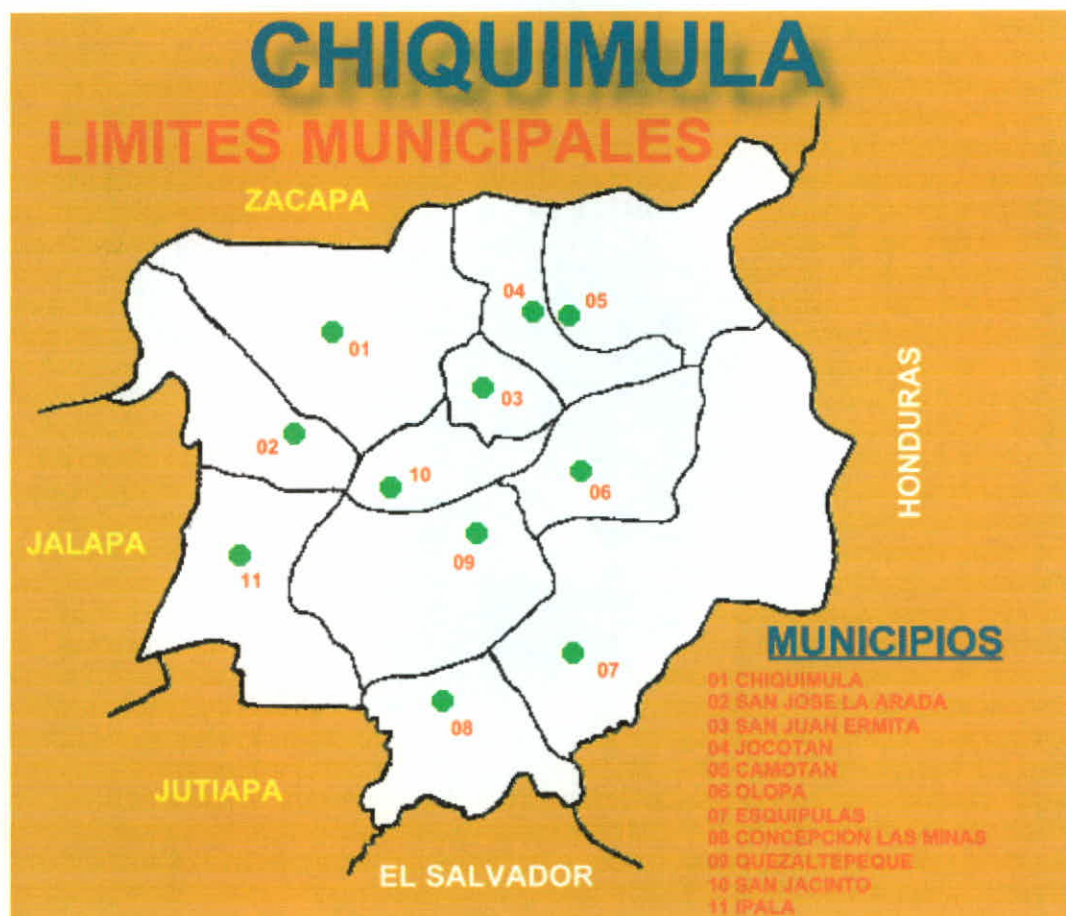 CHIQUIMULA
LIMITES MUNICIPALES
ZACAPA
04
05
01
03
HONDURAS
02
10
06
JALAPA
09
11
MUNICIPIOS
07
01 CHIQUIMULA
02 SAN JOSE LA ARADA
08
03 SAN JUAN ERMITA
04 JOCOTAN
05 CAMOTAN
JUTIAPA
06 OLOPA
07 ESQUIPULAS
08 CONCEPCION LAS MINAS
09 QUEZALTEPEQUE
EL SALVADOR
10 SAN JACINTO
11 IPALA